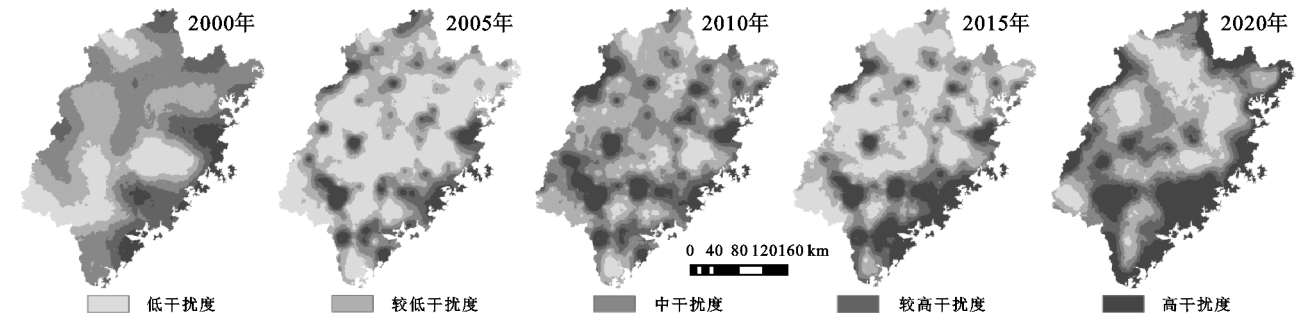 2000年 2005年 2010年 2015年 2020年
0 40 80 120160 km
低干扰度 较低干扰度 中干扰度 较高干扰度 高干扰度